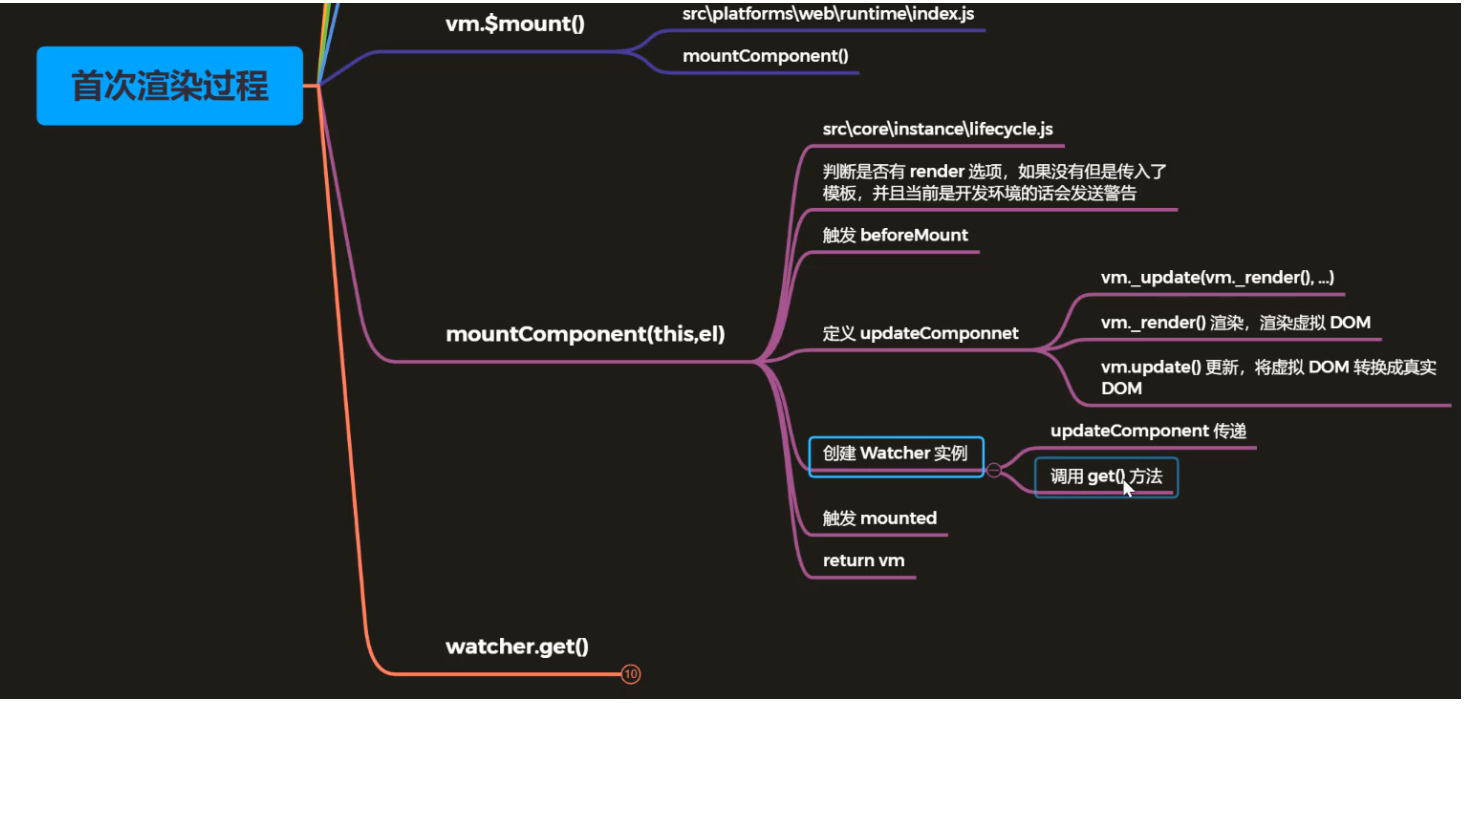 vm.$mount()
src\platforms\web\runtime\index.js
mountComponent()
首次渲染过程
mountComponent(this,el)
src\core\instance\lifecycle.js
判断是否有 render 选项，如果没有但是传入了
模板，并且当前是开发环境的话会发送警告
触发 beforeMount
定义 updateComponnet
vm._update(vm._render(), ...)
vm._render() 渲染，渲染虚拟 DOM
vm.update() 更新，将虚拟 DOM 转换成真实
DOM
创建 Watcher 实例
updateComponent 传递
调用 get() 方法
触发 mounted
return vm
watcher.get()
10